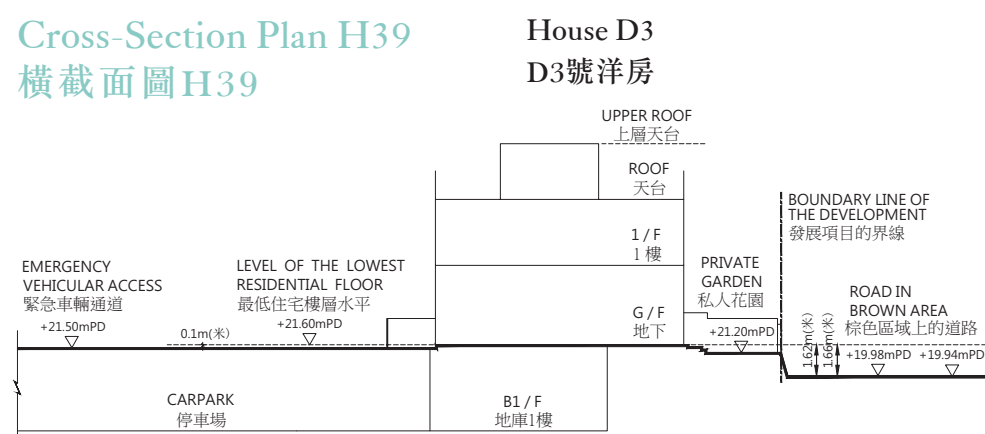 Cross-Section Plan H39
橫截面圖H39
House D3
D3號洋房
UPPER ROOF
上層天台
ROOF
天台
1 / F
1 樓
G / F
地下
EMERGENCY
VEHICULAR ACCESS
緊急車輛通道
+21.50mPD
0.1m(米)
LEVEL OF THE LOWEST
RESIDENTIAL FLOOR
最低住宅樓層水平
+21.60mPD
PRIVATE
GARDEN
私人花園
+21.20mPD
BOUNDARY LINE OF
THE DEVELOPMENT
發展項目的界線
ROAD IN
BROWN AREA
棕色區域上的道路
1.62m(米)
1.66m(米)
+19.98mPD
+19.94mPD
CARPARK
停車場
B1 / F
地庫1樓